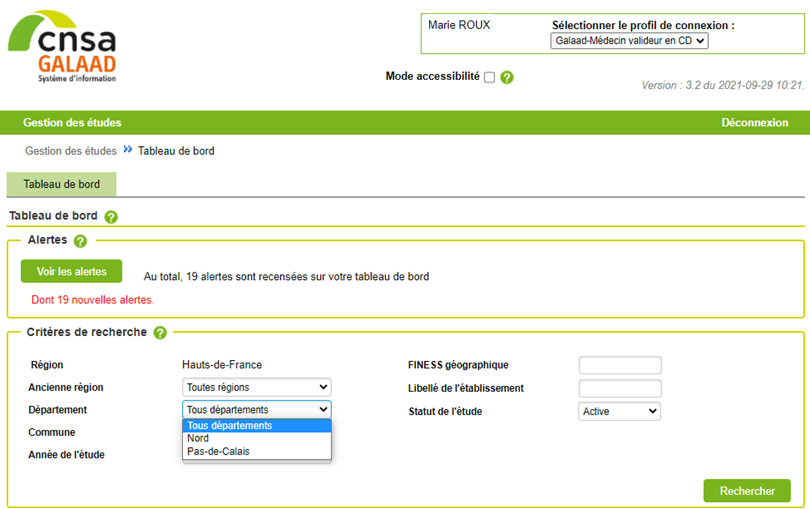 cnsa
GALAAD
Système d'information
Marie ROUX
Sélectionner le profil de connexion :
Galaad-Médecin valideur en CD
Mode accessibilité ?
Version : 3.2 du 2021-09-29 10:21.
Gestion des études Déconnexion
Gestion des études Tableau de bord
Tableau de bord
Tableau de bord ?
Alertes ?
Voir les alertes Au total, 19 alertes sont recensées sur votre tableau de bord
Dont 19 nouvelles alertes.
Critères de recherche ?
Région Hauts-de-France FINESS géographique
Ancienne région Toutes régions Libellé de l'établissement
Département Tous départements Statut de l'étude Active
Tous départements
Commune Nord
Pas-de-Calais
Année de l'étude
Rechercher